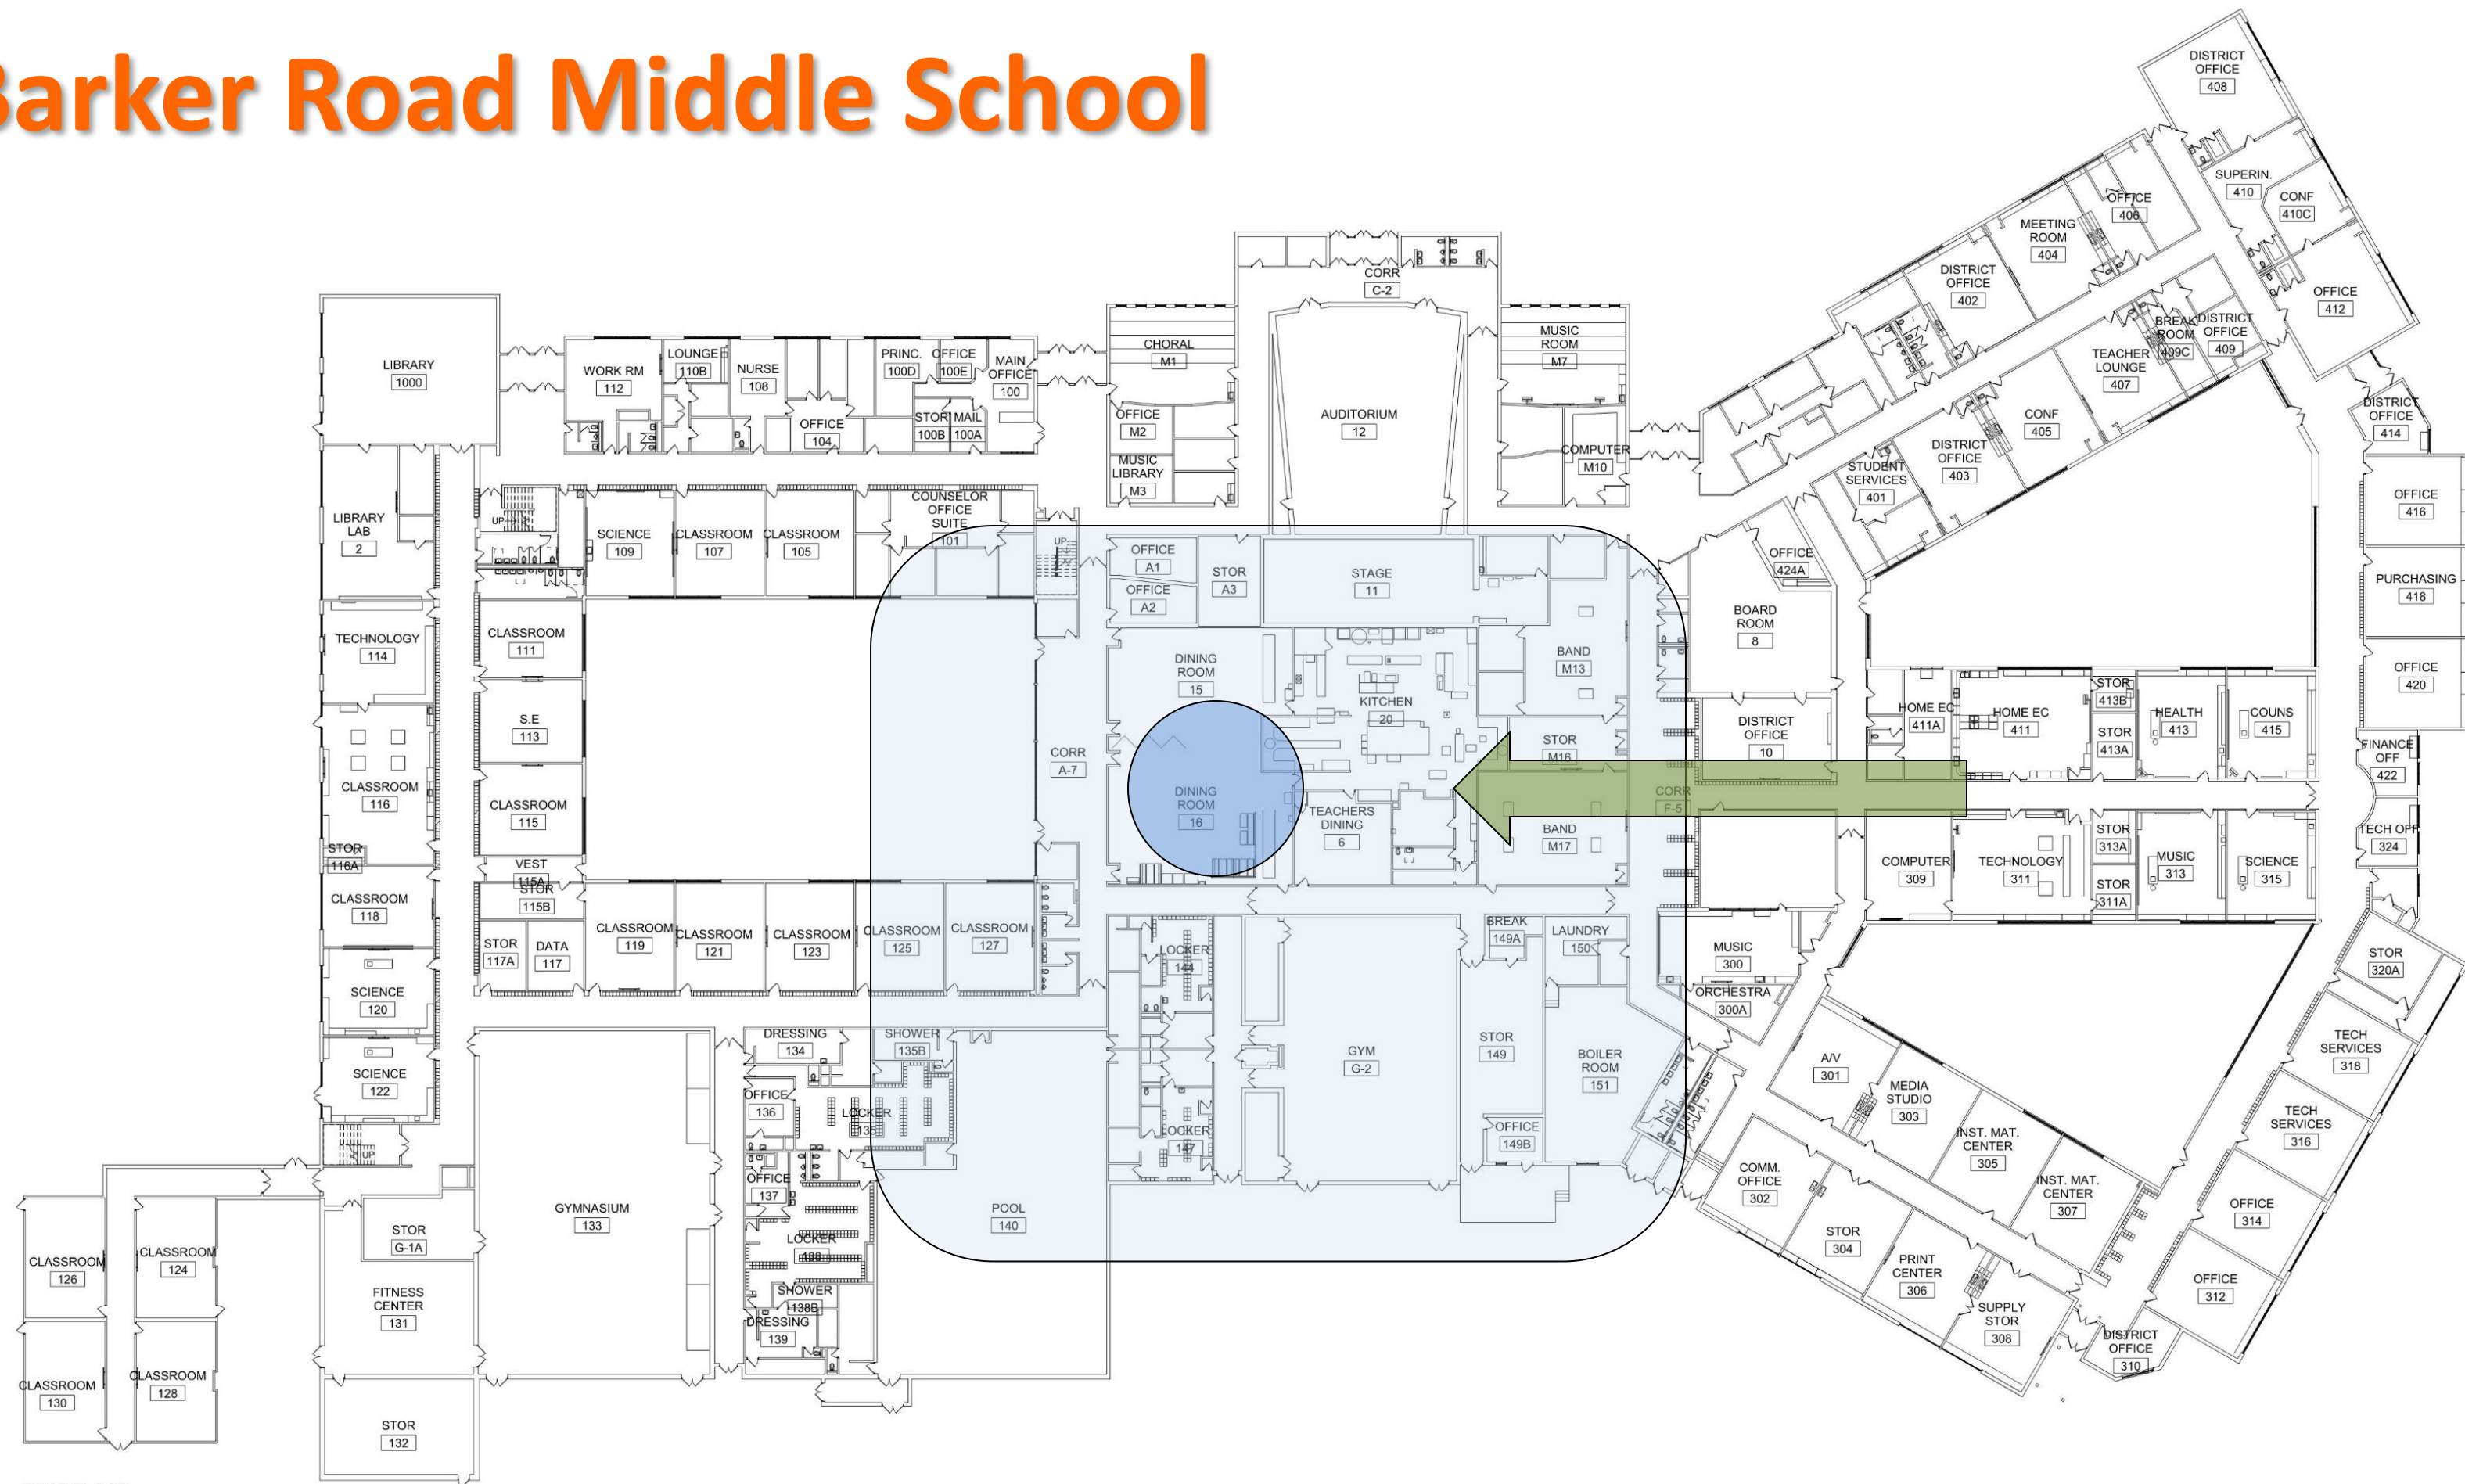 Barker Road Middle School
DISTRICT
OFFICE
408
SUPERIN.
410
CONF
410C
OFFICE
406
MEETING
ROOM
404
DISTRICT
OFFICE
402
OFFICE
412
CORR
C-2
LIBRARY
1000
WORK RM
112
LOUNGE
110B
NURSE
108
OFFICE
104
PRINC.
100D
OFFICE
100E
MAIN
OFFICE
100
STOR
100B
MAIL
100A
CHORAL
M1
OFFICE
M2
MUSIC
LIBRARY
M3
AUDITORIUM
12
MUSIC
ROOM
M7
COMPUTER
M10
BREAK
ROOM
409C
DISTRICT
OFFICE
409
TEACHER
LOUNGE
407
CONF
405
DISTRICT
OFFICE
403
STUDENT
SERVICES
401
DISTRICT
OFFICE
414
OFFICE
416
PURCHASING
418
OFFICE
420
LIBRARY
LAB
2
UP
SCIENCE
109
CLASSROOM
107
CLASSROOM
105
COUNSELOR
OFFICE
SUITE
101
UP
OFFICE
A1
OFFICE
A2
STOR
A3
STAGE
11
OFFICE
424A
BOARD
ROOM
8
TECHNOLOGY
114
CLASSROOM
111
S.E
113
CLASSROOM
115
CLASSROOM
116
STOR
116A
CORR
A-7
DINING
ROOM
15
DINING
ROOM
16
KITCHEN
20
TEACHERS
DINING
6
BAND
M13
STOR
M16
BAND
M17
CORR
F-5
DISTRICT
OFFICE
10
HOME EC
411A
HOME EC
411
STOR
413B
STOR
413A
HEALTH
413
COUNS
415
FINANCE
OFF
422
TECH OFF
324
COMPUTER
309
TECHNOLOGY
311
STOR
313A
STOR
311A
MUSIC
313
SCIENCE
315
VEST
115A
STOR
115B
CLASSROOM
118
STOR
117A
DATA
117
CLASSROOM
119
CLASSROOM
121
CLASSROOM
123
CLASSROOM
125
CLASSROOM
127
SCIENCE
120
SCIENCE
122
UP
LOCKER
144
BREAK
149A
LAUNDRY
150
MUSIC
300
ORCHESTRA
300A
STOR
320A
DRESSING
134
SHOWER
135B
OFFICE
136
LOCKER
135
OFFICE
137
LOCKER
138
SHOWER
138B
DRESSING
139
GYMNASIUM
133
POOL
140
LOCKER
147
GYM
G-2
STOR
149
OFFICE
149B
BOILER
ROOM
151
A/V
301
MEDIA
STUDIO
303
INST. MAT.
CENTER
305
INST. MAT.
CENTER
307
COMM.
OFFICE
302
STOR
304
PRINT
CENTER
306
SUPPLY
STOR
308
TECH
SERVICES
318
TECH
SERVICES
316
OFFICE
314
OFFICE
312
DISTRICT
OFFICE
310
STOR
G-1A
FITNESS
CENTER
131
STOR
132
CLASSROOM
126
CLASSROOM
124
CLASSROOM
130
CLASSROOM
128